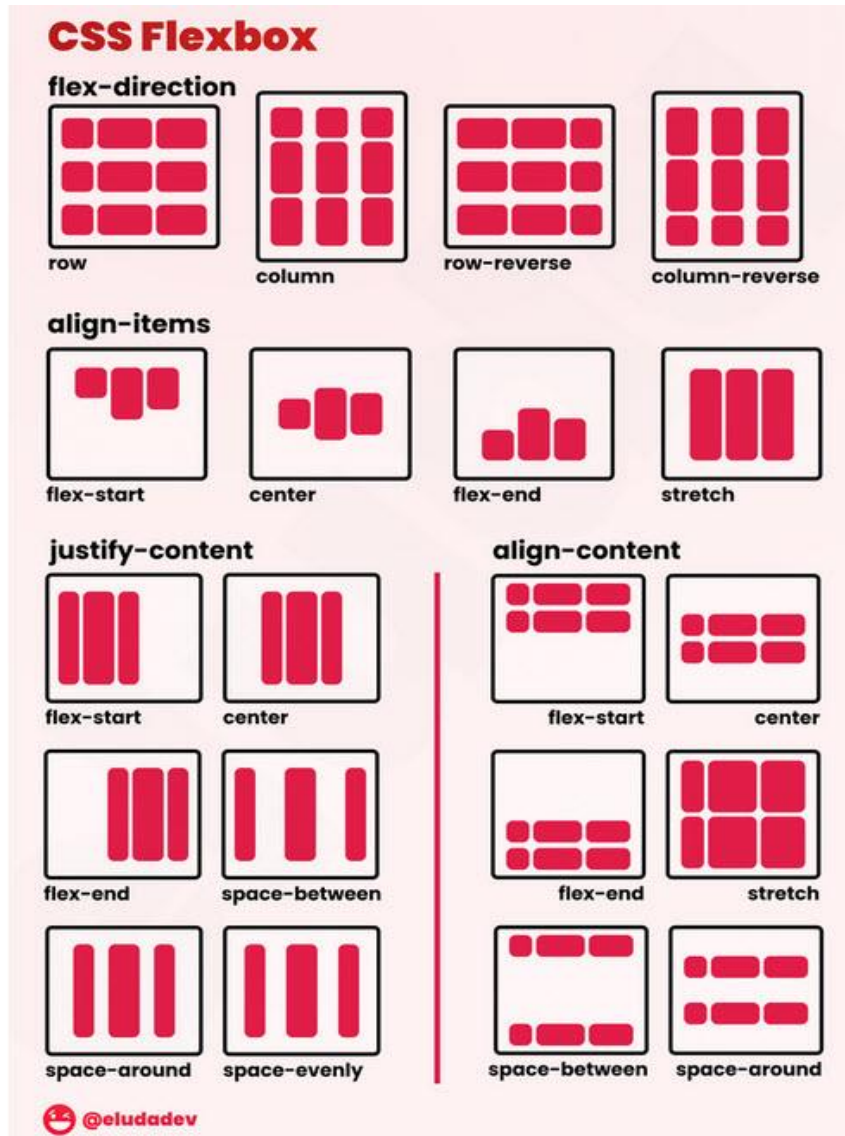 CSS Flexbox
flex-direction
row
column
row-reverse
column-reverse
align-items
flex-start
center
flex-end
stretch
justify-content
flex-start
center
flex-end
space-between
space-around
space-evenly
align-content
flex-start
center
flex-end
stretch
space-between
space-around
@eludadev